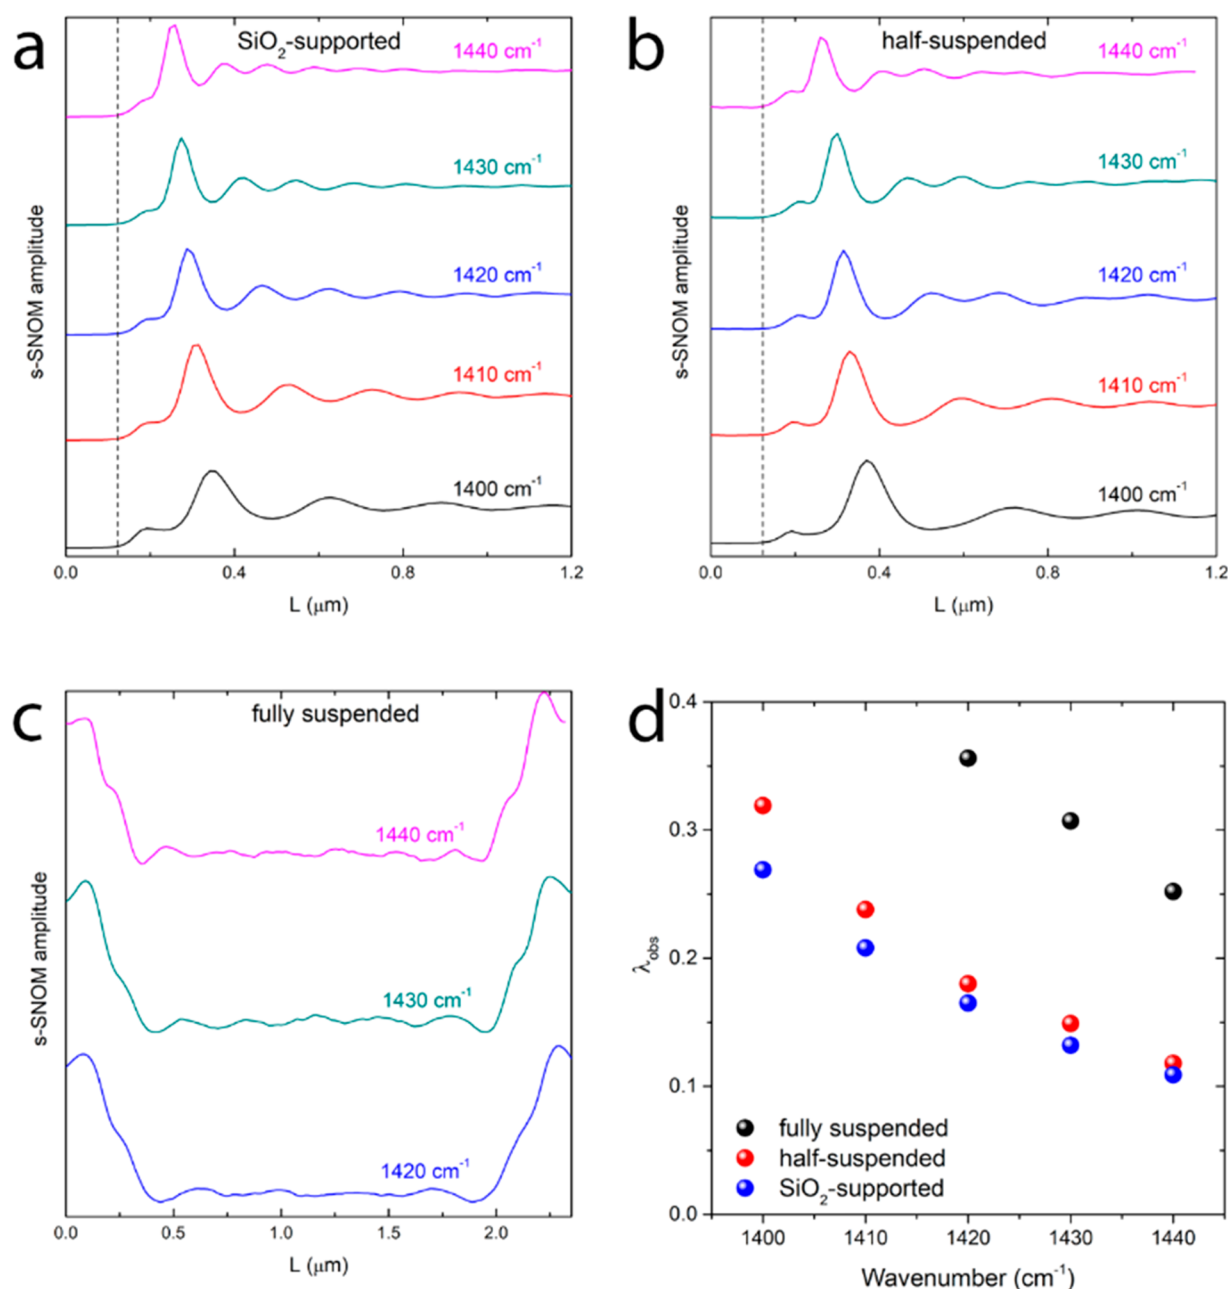 a
SiO₂-supported
1440 cm⁻¹
1430 cm⁻¹
1420 cm⁻¹
1410 cm⁻¹
1400 cm⁻¹
s-SNOM amplitude
0.0 0.4 0.8 1.2
L (μm)
b
half-suspended
1440 cm⁻¹
1430 cm⁻¹
1420 cm⁻¹
1410 cm⁻¹
1400 cm⁻¹
s-SNOM amplitude
0.0 0.4 0.8 1.2
L (μm)
c
fully suspended
1440 cm⁻¹
1430 cm⁻¹
1420 cm⁻¹
s-SNOM amplitude
0.0 0.5 1.0 1.5 2.0
L (μm)
d
0.4
0.3
0.2
0.1
0.0
λobs
fully suspended
half-suspended
SiO₂-supported
1400 1410 1420 1430 1440
Wavenumber (cm⁻¹)